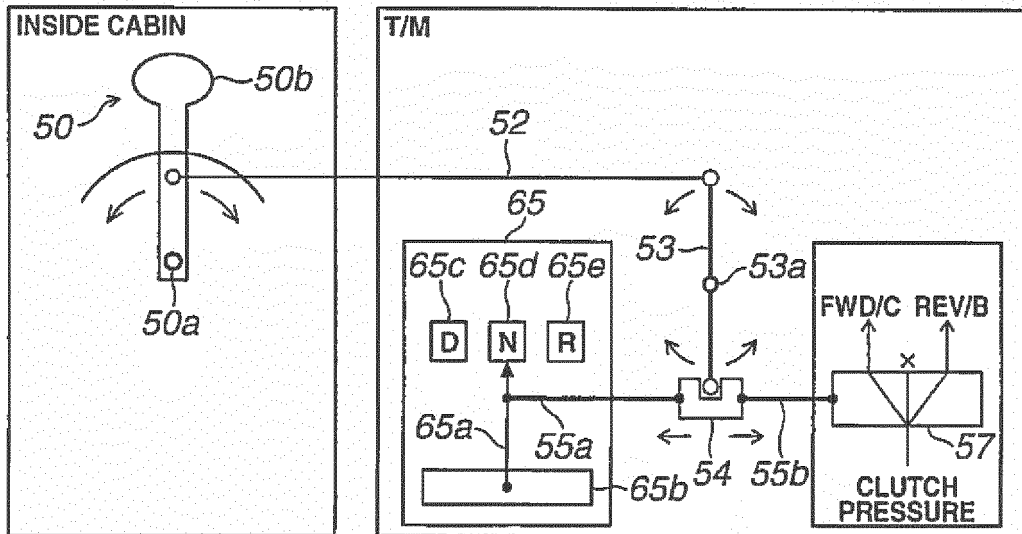 INSIDE CABIN
T/M
50
50b
50a
52
65
65c
65d
65e
D
N
R
53
53a
FWD/C
REV/B
×
65a
55a
65b
54
55b
57
CLUTCH
PRESSURE